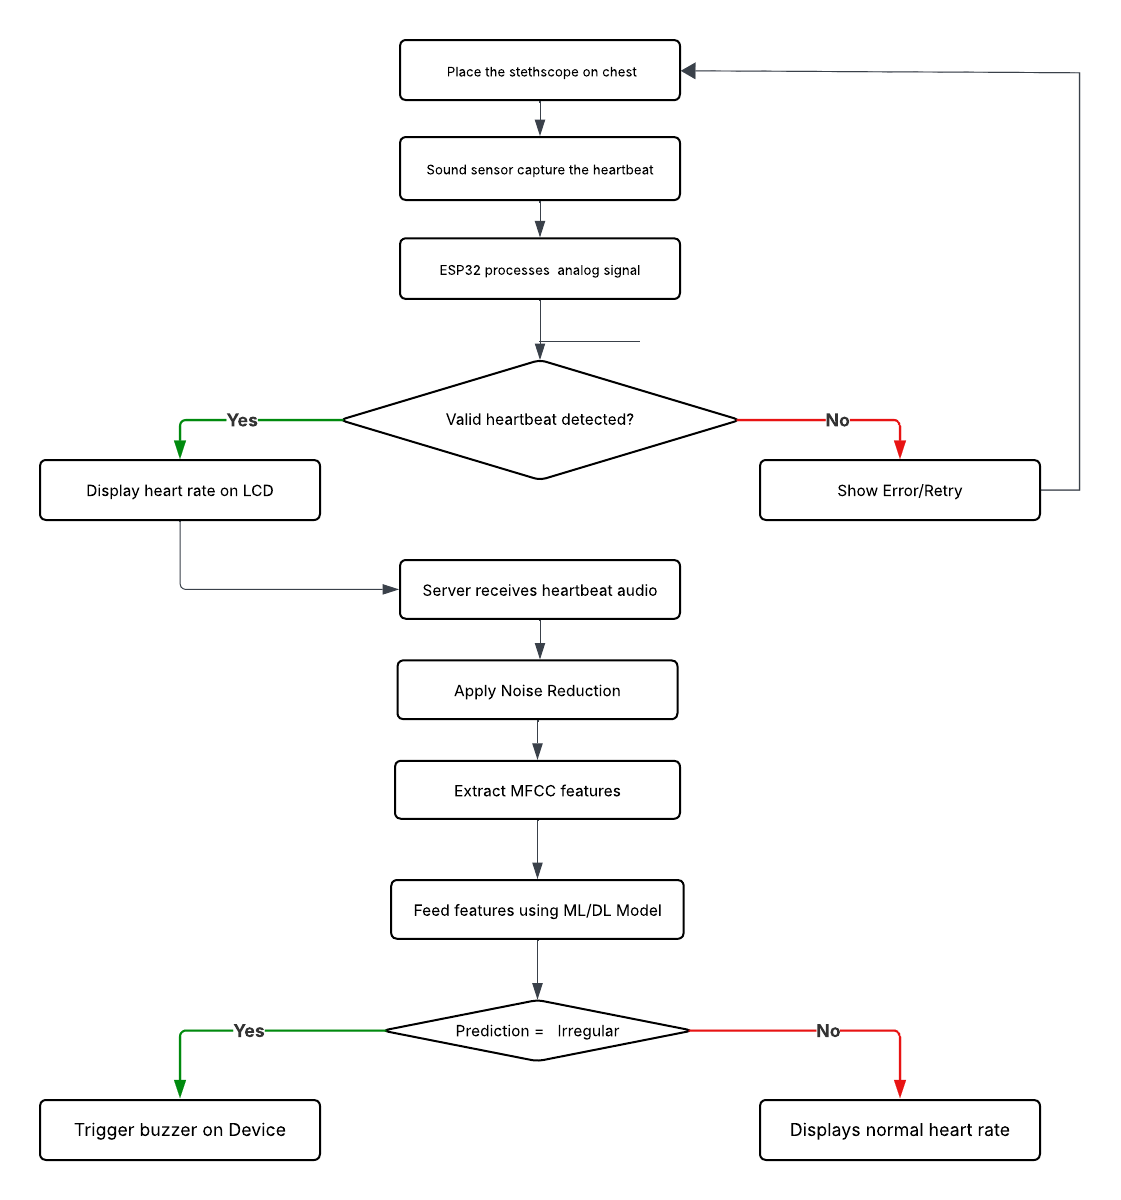 Place the stethscope on chest
Sound sensor capture the heartbeat
ESP32 processes  analog signal
Valid heartbeat detected?
Yes
No
Display heart rate on LCD
Show Error/Retry
Server receives heartbeat audio
Apply Noise Reduction
Extract MFCC features
Feed features using ML/DL Model
Prediction =   Irregular
Yes
No
Trigger buzzer on Device
Displays normal heart rate